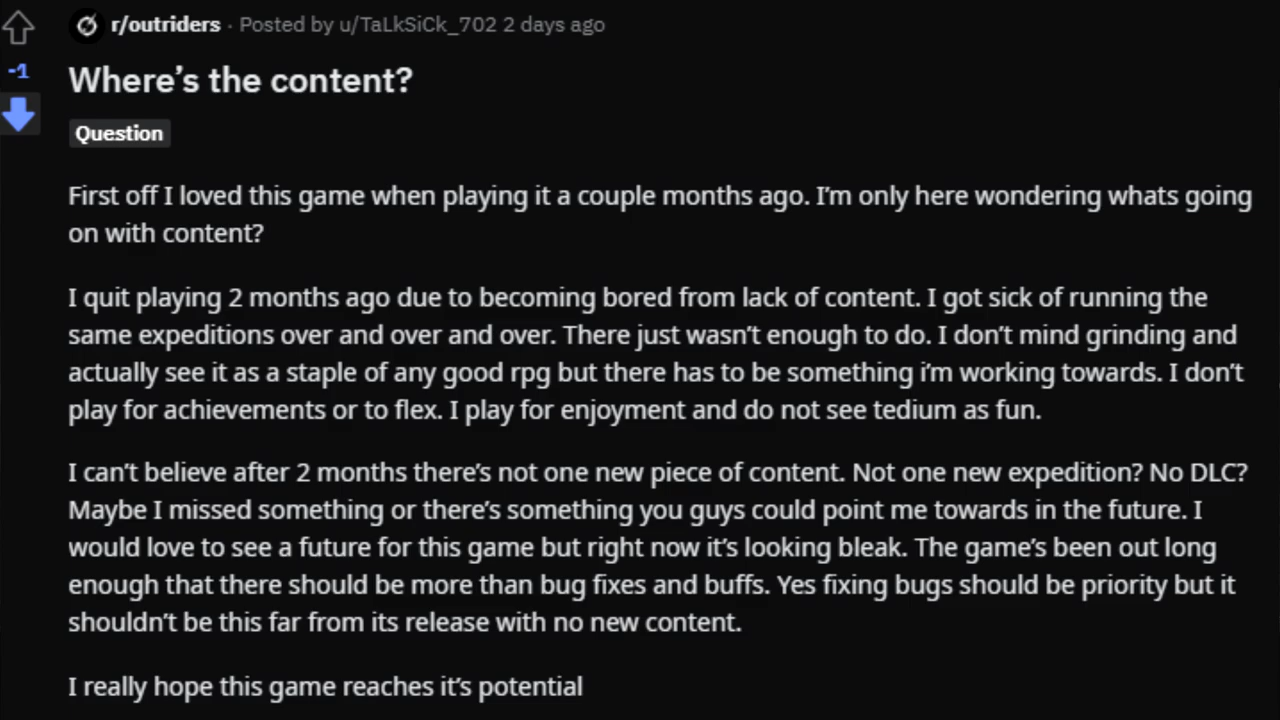 r/outriders · Posted by u/TaLkSiCk_702 2 days ago
-1
Where's the content?
Question
First off I loved this game when playing it a couple months ago. I'm only here wondering whats going
on with content?
I quit playing 2 months ago due to becoming bored from lack of content. I got sick of running the
same expeditions over and over and over. There just wasn't enough to do. I don't mind grinding and
actually see it as a staple of any good rpg but there has to be something i'm working towards. I don't
play for achievements or to flex. I play for enjoyment and do not see tedium as fun.
I can't believe after 2 months there's not one new piece of content. Not one new expedition? No DLC?
Maybe I missed something or there's something you guys could point me towards in the future. I
would love to see a future for this game but right now it's looking bleak. The game's been out long
enough that there should be more than bug fixes and buffs. Yes fixing bugs should be priority but it
shouldn't be this far from its release with no new content.
I really hope this game reaches it's potential